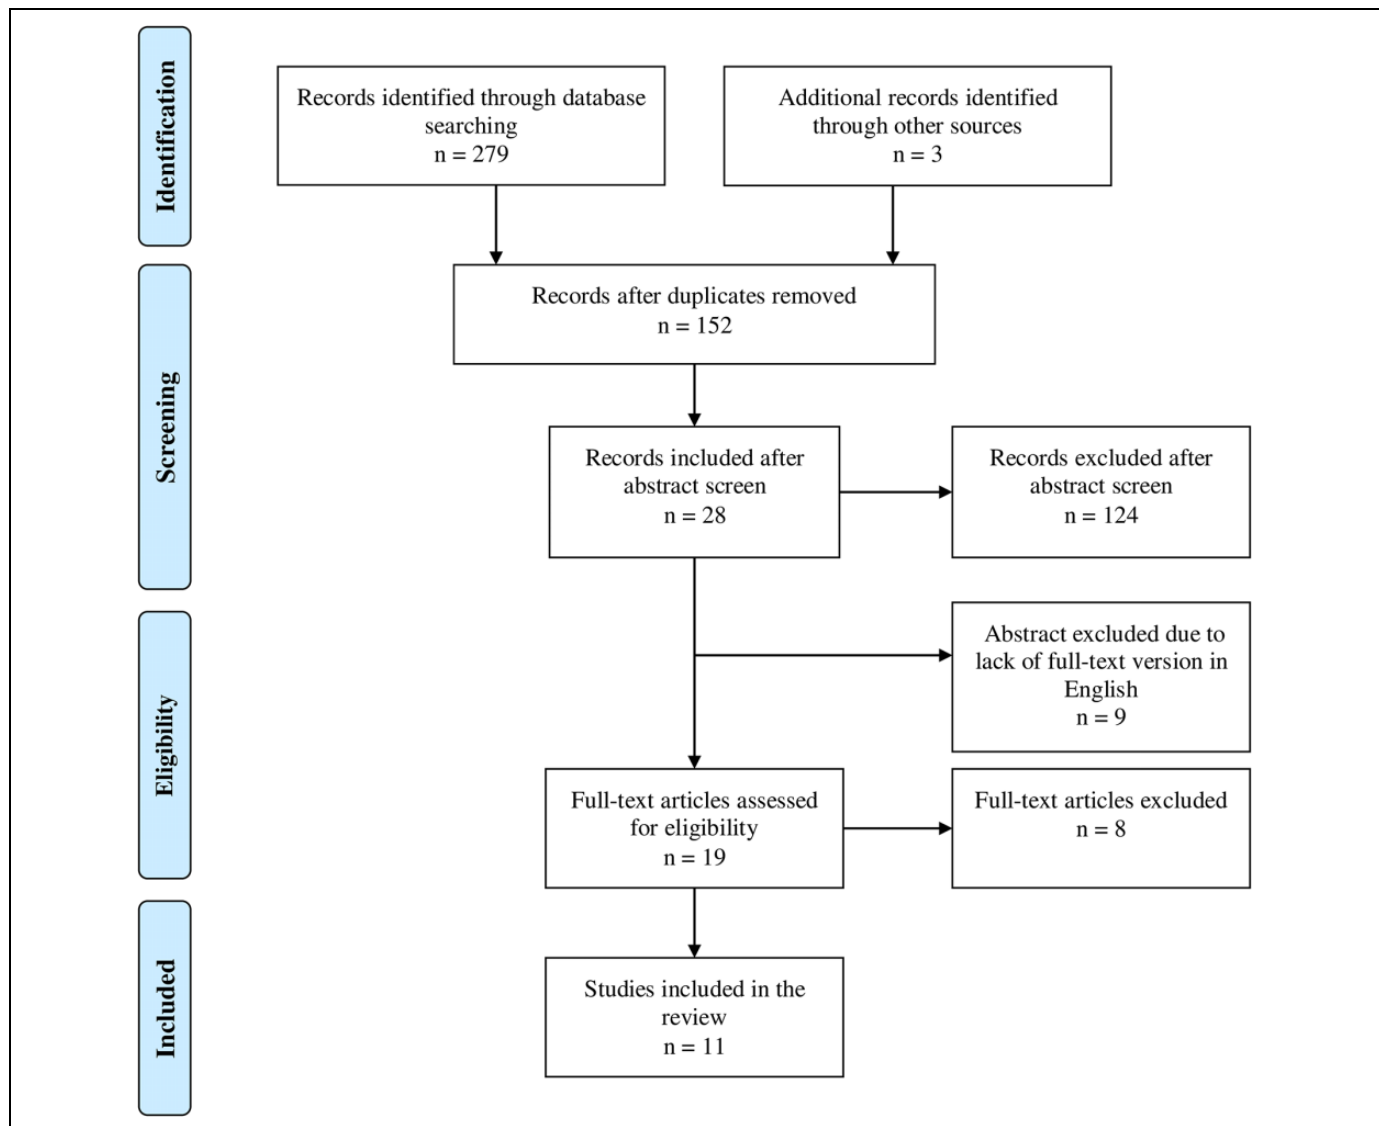 Identification
Records identified through database
searching
n = 279
Additional records identified
through other sources
n = 3
Screening
Records after duplicates removed
n = 152
Records included after
abstract screen
n = 28
Records excluded after
abstract screen
n = 124
Eligibility
Abstract excluded due to
lack of full-text version in
English
n = 9
Full-text articles assessed
for eligibility
n = 19
Full-text articles excluded
n = 8
Included
Studies included in the
review
n = 11